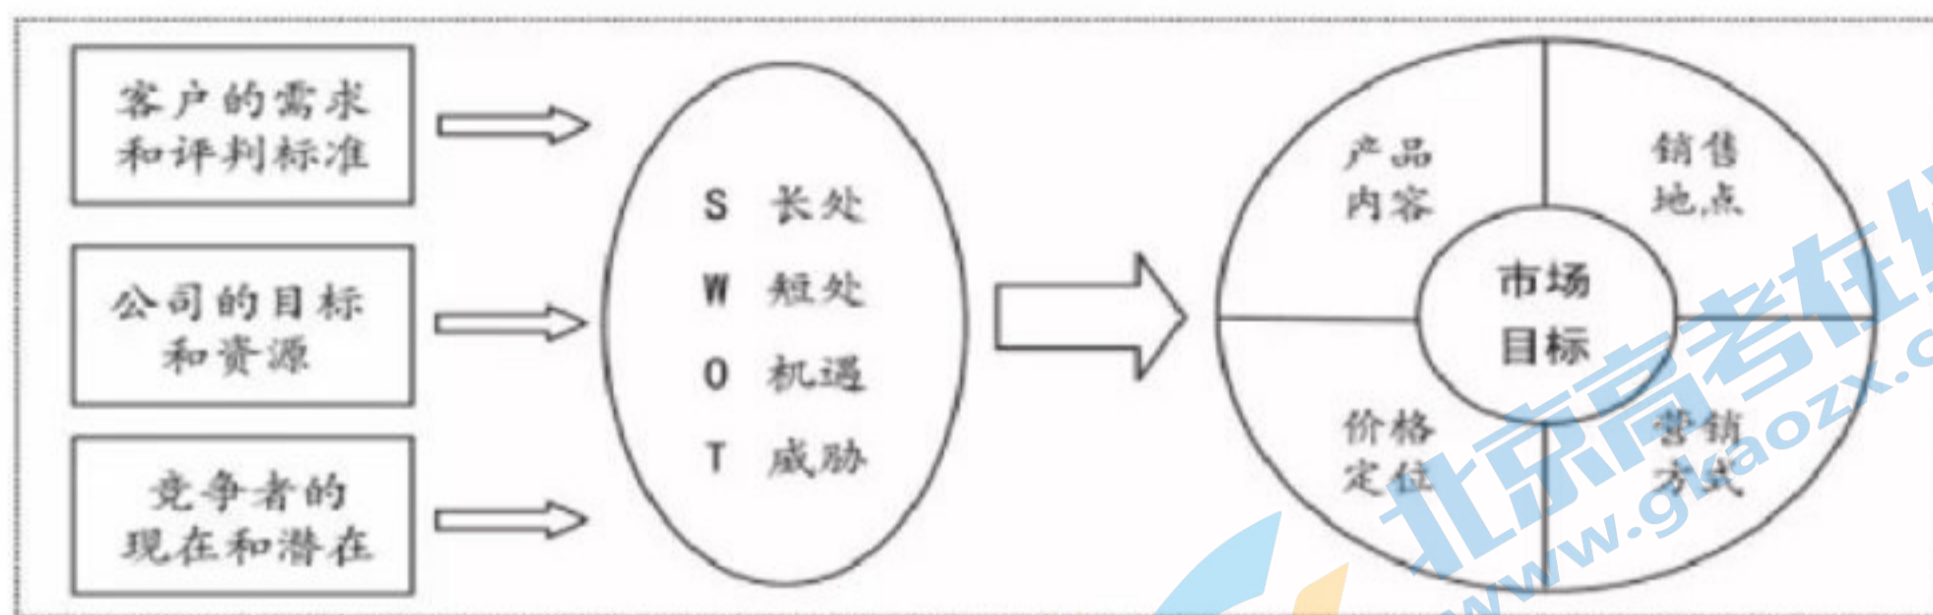 客户的需求
和评判标准
公司的目标
和资源
竞争者的
现在和潜在
S 长处
W 短处
O 机遇
T 威胁
产品
内容
销售
地点
市场
目标
价格
定位
营销
方式
北京高考在线
www.gkaozx.c